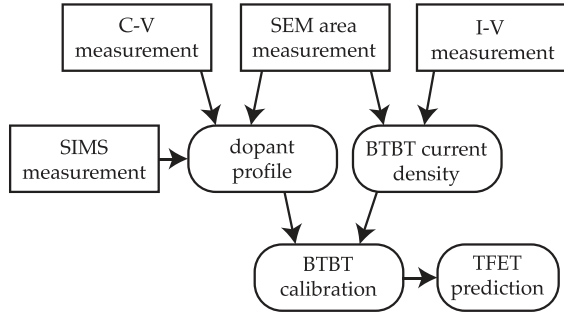 C-V
measurement
SEM area
measurement
I-V
measurement
SIMS
measurement
dopant
profile
BTBT current
density
BTBT
calibration
TFET
prediction